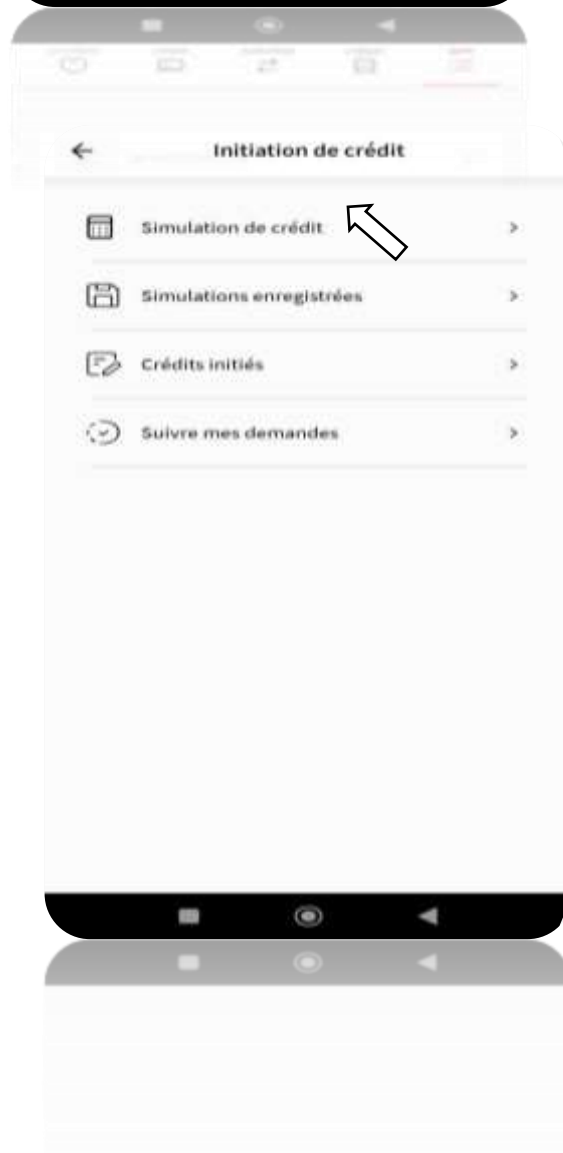 Initiation de crédit
Simulation de crédit
Simulations enregistrées
Crédits initiés
Suivre mes demandes